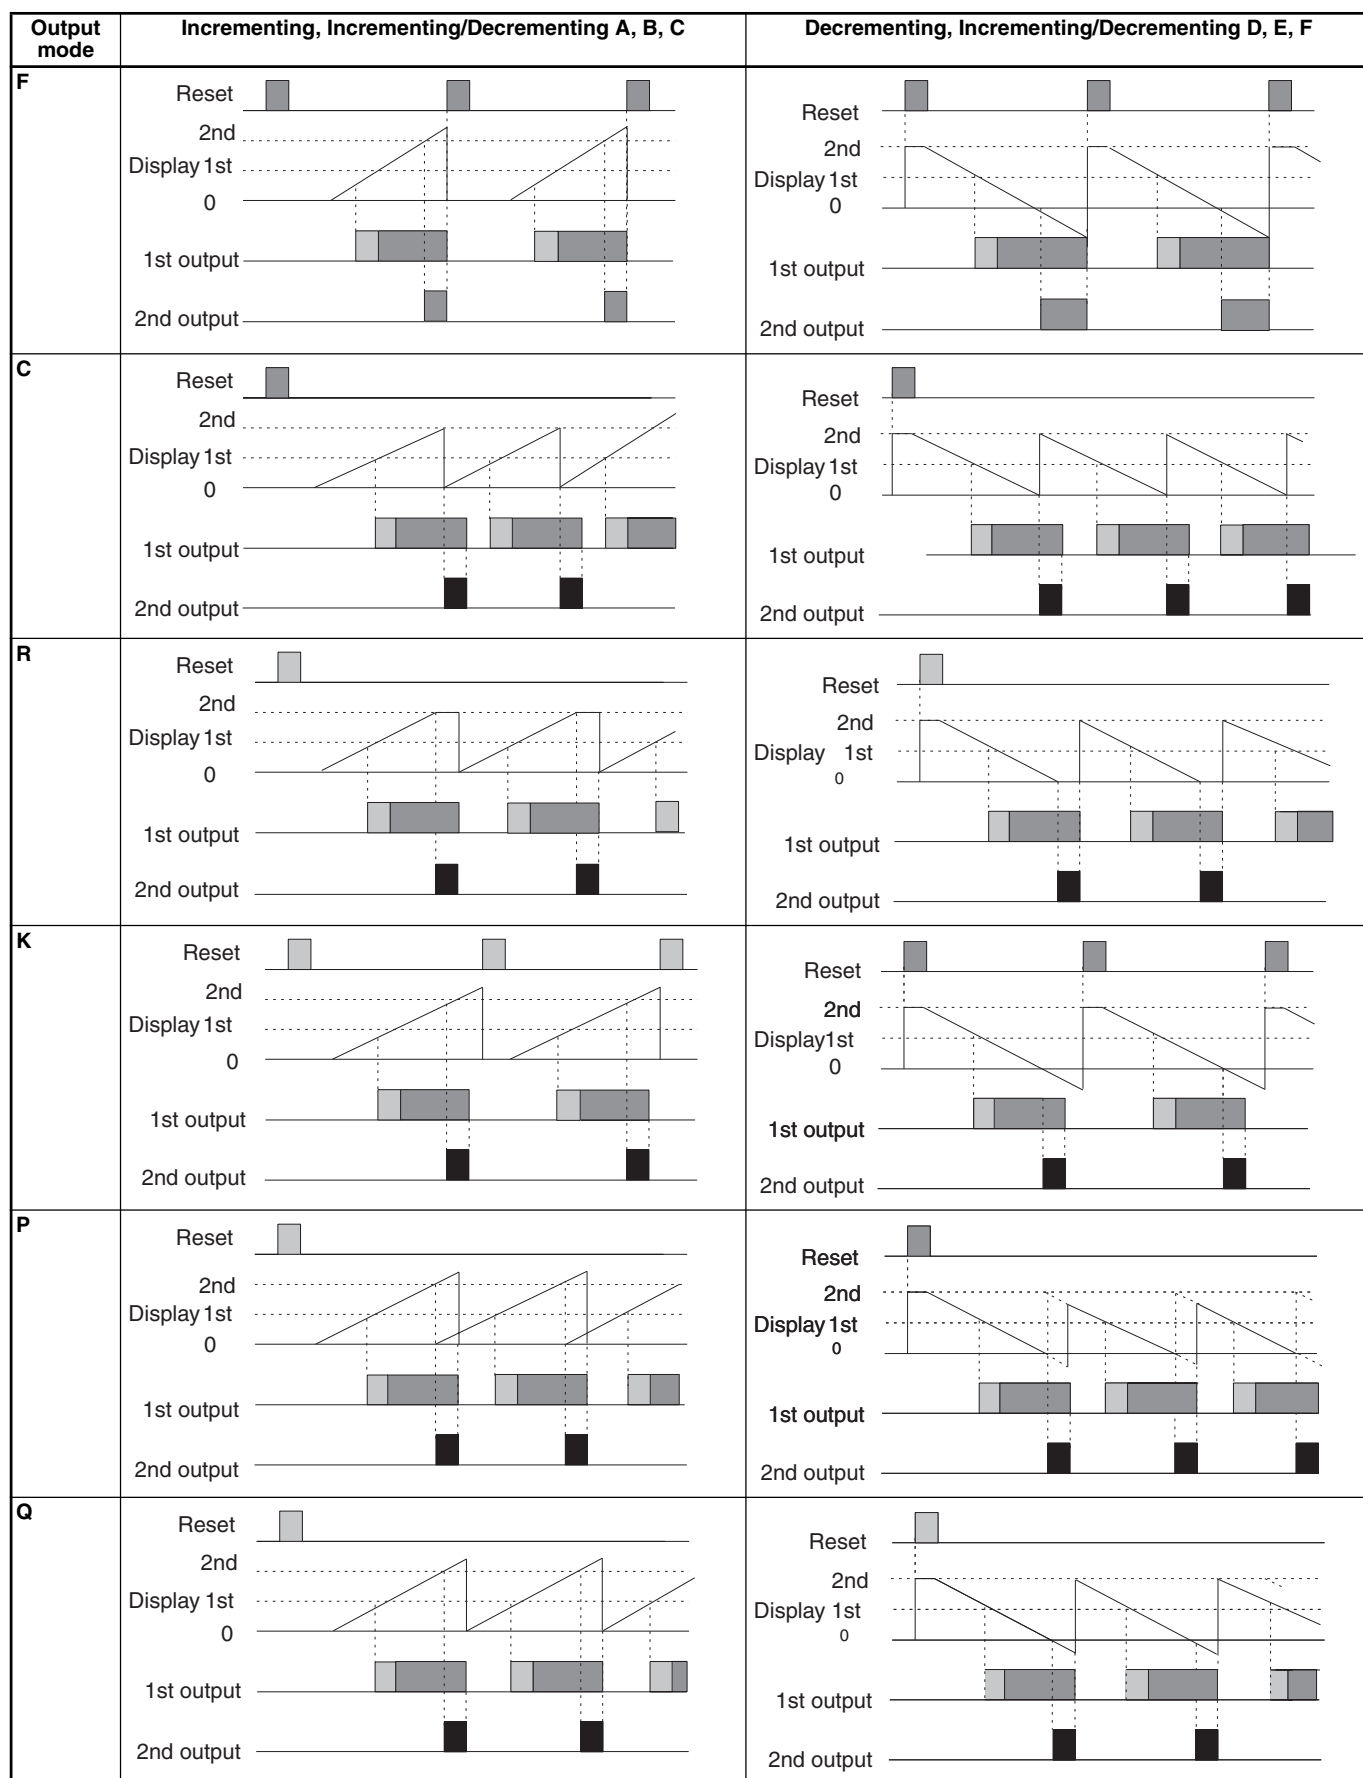 Output mode
Incrementing, Incrementing/Decrementing A, B, C
Decrementing, Incrementing/Decrementing D, E, F
F
Reset
2nd
Display 1st
0
1st output
2nd output
Reset
2nd
Display 1st
0
1st output
2nd output
C
Reset
2nd
Display 1st
0
1st output
2nd output
Reset
2nd
Display 1st
0
1st output
2nd output
R
Reset
2nd
Display 1st
0
1st output
2nd output
Reset
2nd
Display 1st
0
1st output
2nd output
K
Reset
2nd
Display 1st
0
1st output
2nd output
Reset
2nd
Display1st
0
1st output
2nd output
P
Reset
2nd
Display 1st
0
1st output
2nd output
Reset
2nd
Display 1st
0
1st output
2nd output
Q
Reset
2nd
Display 1st
0
1st output
2nd output
Reset
2nd
Display 1st
0
1st output
2nd output